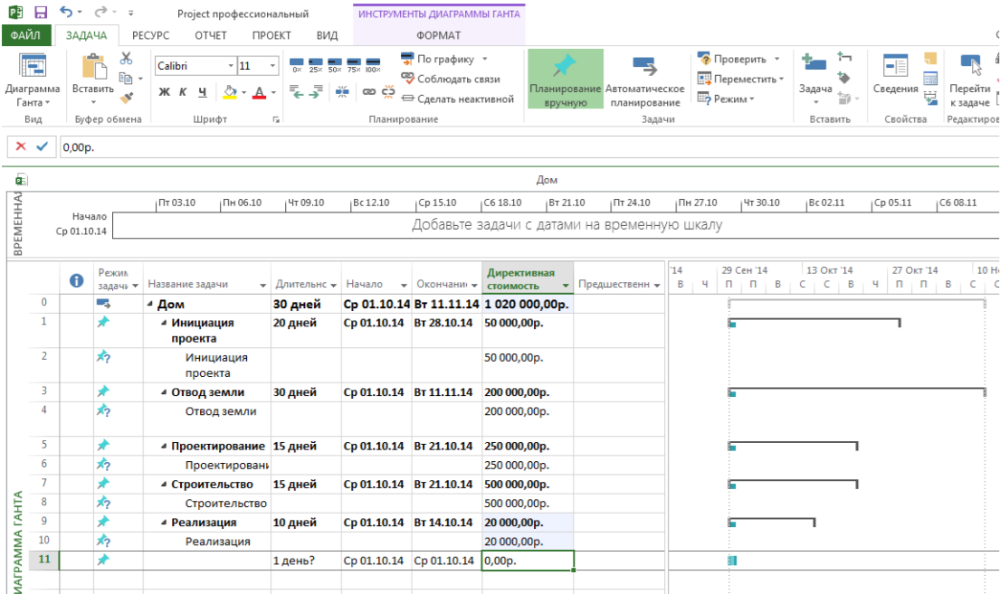 Project профессиональный
ИНСТРУМЕНТЫ ДИАГРАММЫ ГАНТА
ФАЙЛ ЗАДАЧА РЕСУРС ОТЧЕТ ПРОЕКТ ВИД ФОРМАТ
Calibri 11
0% 25% 50% 75% 100%
По графику
Соблюдать связи
Сделать неактивной
Ж К Ч А
Диаграмма Ганта
Вставить
Планирование вручную
Автоматическое планирование
Проверить
Переместить
Режим
Задача
Сведения
Перейти к задаче
Вид Буфер обмена Шрифт Планирование Задачи Вставить Свойства
0,00р.
Дом
Начало
Ср 01.10.14
Пт 03.10 Пн 06.10 Чт 09.10 Вс 12.10 Ср 15.10 Сб 18.10 Вт 21.10 Пт 24.10 Пн 27.10 Чт 30.10 Вс 02.11 Ср 05.11 Сб 08.11
Добавьте задачи с датами на временную шкалу
Название задачи Начало Директивная стоимость
'14 29 Сен '14 13 Окт '14 27 Окт '14
В Ч П П В С С В Ч П П В С
0 Дом 30 дней Ср 01.10.14 Вт 11.11.14 1 020 000,00р.
1 Инициация проекта 20 дней Ср 01.10.14 Вт 28.10.14 50 000,00р.
2 Инициация проекта 50 000,00р.
3 Отвод земли 30 дней Ср 01.10.14 Вт 11.11.14 200 000,00р.
4 Отвод земли 200 000,00р.
5 Проектирование 15 дней Ср 01.10.14 Вт 21.10.14 250 000,00р.
6 Проектировани 250 000,00р.
7 Строительство 15 дней Ср 01.10.14 Вт 21.10.14 500 000,00р.
8 Строительство 500 000,00р.
9 Реализация 10 дней Ср 01.10.14 Вт 14.10.14 20 000,00р.
10 Реализация 20 000,00р.
11 1 день? Ср 01.10.14 Ср 01.10.14 0,00р.